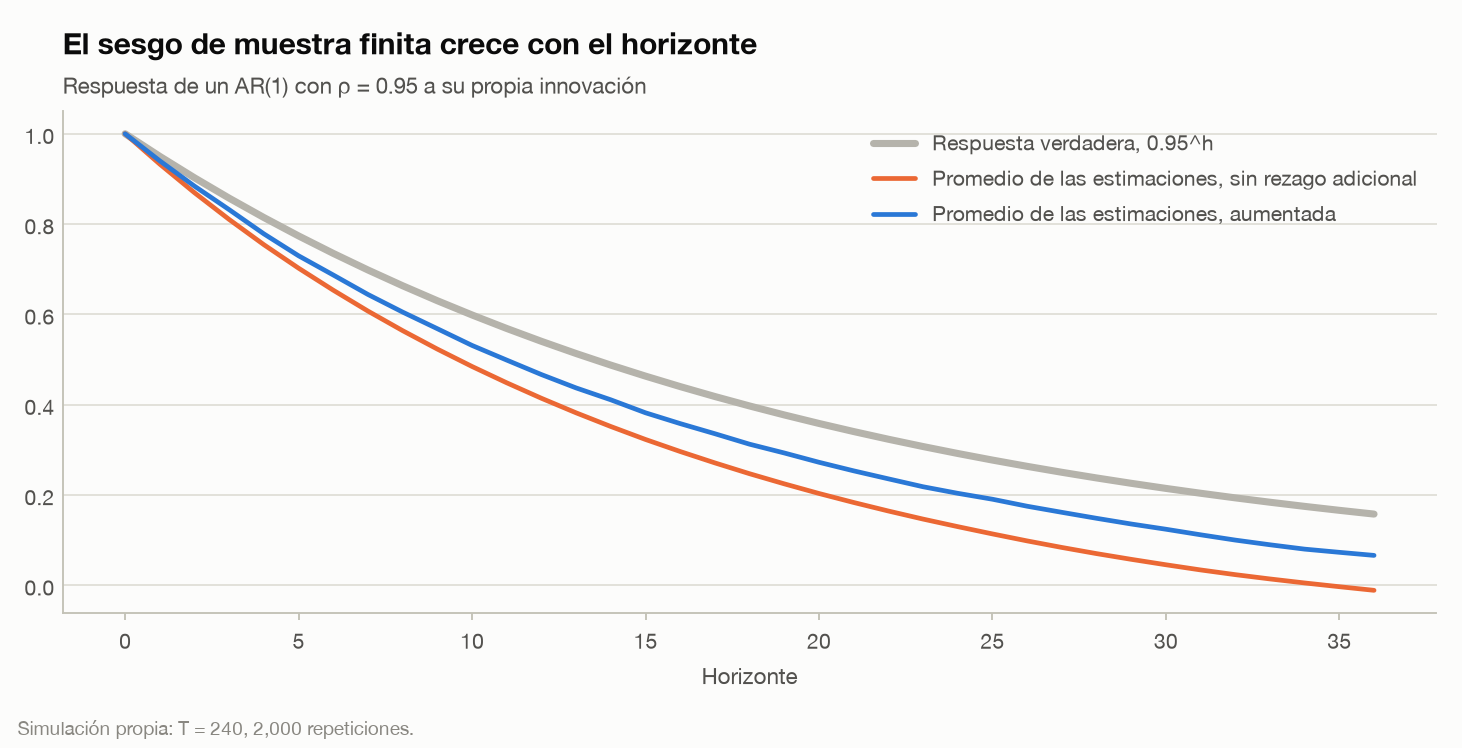 El sesgo de muestra finita crece con el horizonte
Respuesta de un AR(1) con ρ = 0.95 a su propia innovación
Respuesta verdadera, 0.95^h
Promedio de las estimaciones, sin rezago adicional
Promedio de las estimaciones, aumentada
1.0
0.8
0.6
0.4
0.2
0.0
0 5 10 15 20 25 30 35
Horizonte
Simulación propia: T = 240, 2,000 repeticiones.